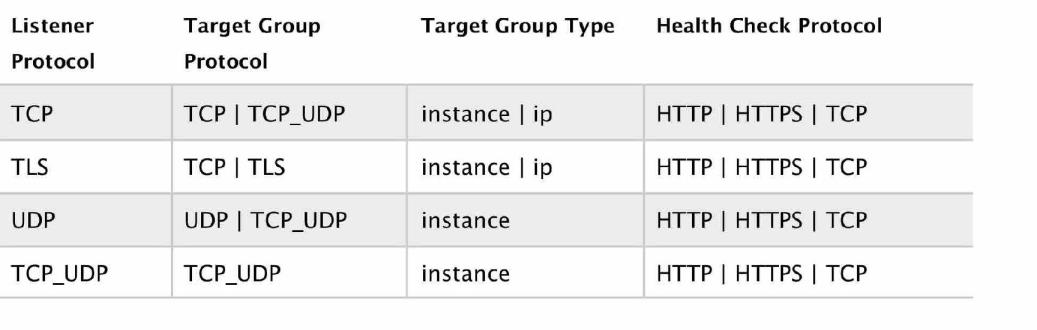 Listener Protocol Target Group Protocol Target Group Type Health Check Protocol
TCP TCP | TCP_UDP instance | ip HTTP | HTTPS | TCP
TLS TCP | TLS instance | ip HTTP | HTTPS | TCP
UDP UDP | TCP_UDP instance HTTP | HTTPS | TCP
TCP_UDP TCP_UDP instance HTTP | HTTPS | TCP